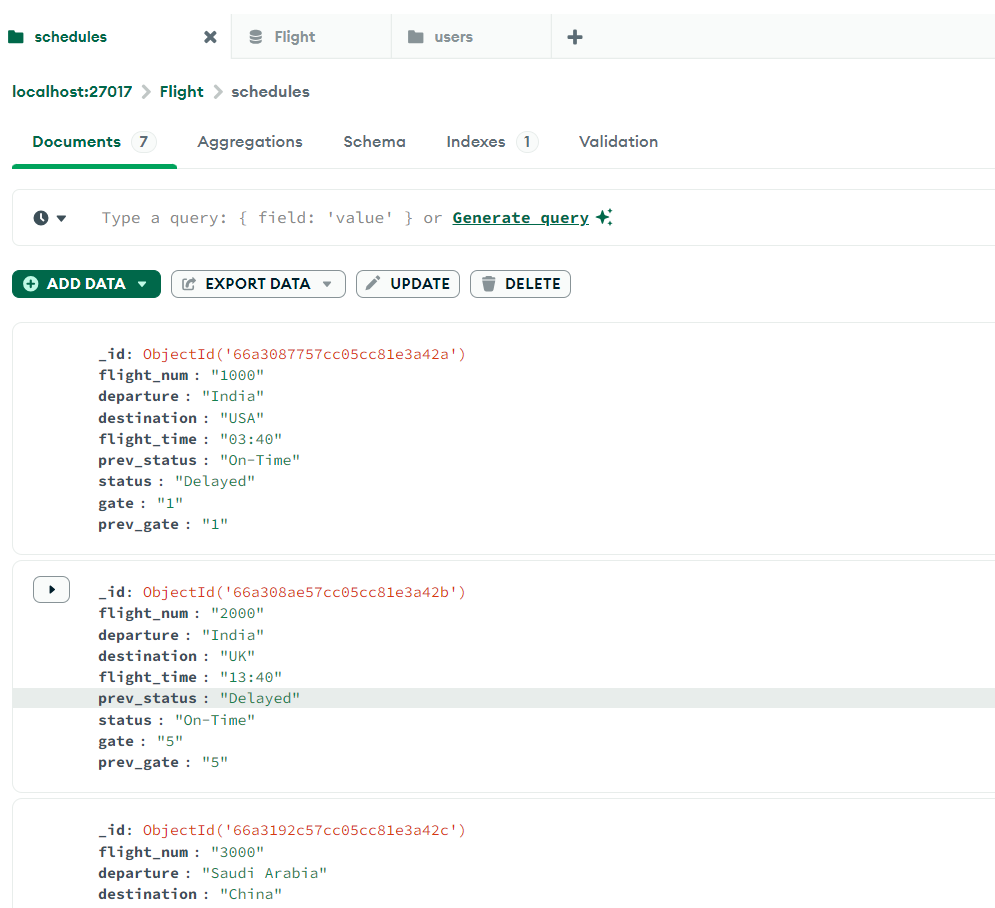 schedules Flight users
localhost:27017 Flight schedules
Documents 7 Aggregations Schema Indexes 1 Validation
Type a query: { field: 'value' } or Generate query
ADD DATA EXPORT DATA UPDATE DELETE
_id: ObjectId('66a3087757cc05cc81e3a42a')
flight_num : "1000"
departure : "India"
destination : "USA"
flight_time : "03:40"
prev_status : "On-Time"
status : "Delayed"
gate : "1"
prev_gate : "1"
_id: ObjectId('66a308ae57cc05cc81e3a42b')
flight_num : "2000"
departure : "India"
destination : "UK"
flight_time : "13:40"
prev_status : "Delayed"
status : "On-Time"
gate : "5"
prev_gate : "5"
_id: ObjectId('66a3192c57cc05cc81e3a42c')
flight_num : "3000"
departure : "Saudi Arabia"
destination : "China"